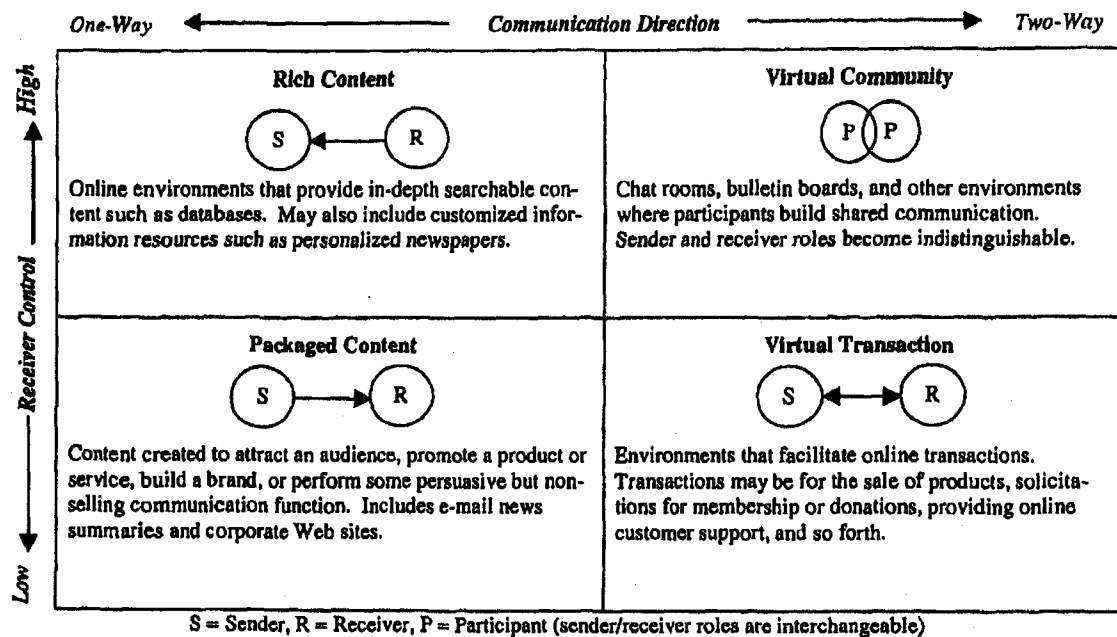 One-Way Communication Direction Two-Way
High
Receiver Control
Low
Rich Content
S R
Online environments that provide in-depth searchable con-
tent such as databases. May also include customized infor-
mation resources such as personalized newspapers.
Virtual Community
P P
Chat rooms, bulletin boards, and other environments
where participants build shared communication.
Sender and receiver roles become indistinguishable.
Packaged Content
S R
Content created to attract an audience, promote a product or
service, build a brand, or perform some persuasive but non-
selling communication function. Includes e-mail news
summaries and corporate Web sites.
Virtual Transaction
S R
Environments that facilitate online transactions.
Transactions may be for the sale of products, solicita-
tions for membership or donations, providing online
customer support, and so forth.
S = Sender, R = Receiver, P = Participant (sender/receiver roles are interchangeable)